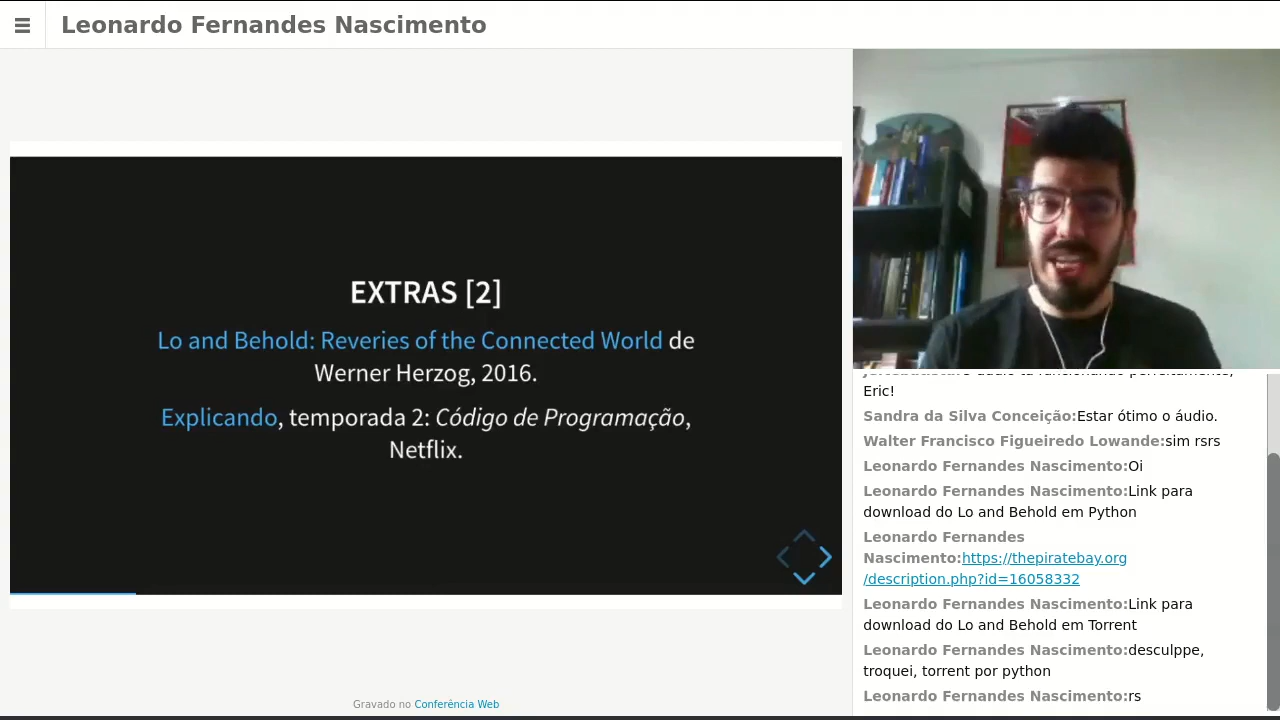 Leonardo Fernandes Nascimento
EXTRAS [2]
Lo and Behold: Reveries of the Connected World de
Werner Herzog, 2016.
Explicando, temporada 2: Código de Programação,
Netflix.
Gravado no Conferência Web
Eric!
Sandra da Silva Conceição:Estar ótimo o áudio.
Walter Francisco Figueiredo Lowande:sim rsrs
Leonardo Fernandes Nascimento:Oi
Leonardo Fernandes Nascimento:Link para
download do Lo and Behold em Python
Leonardo Fernandes
Nascimento:https://thepiratebay.org
/description.php?id=16058332
Leonardo Fernandes Nascimento:Link para
download do Lo and Behold em Torrent
Leonardo Fernandes Nascimento:desculppe,
troquei, torrent por python
Leonardo Fernandes Nascimento:rs